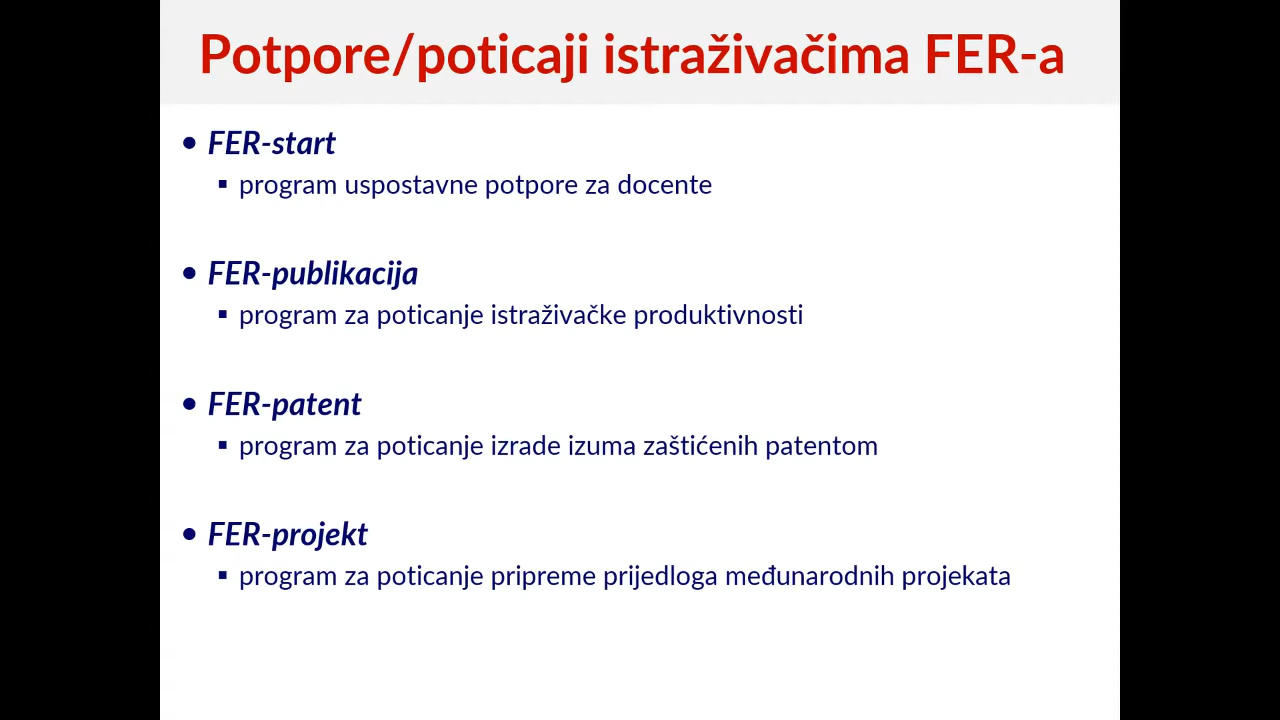 Potpore/poticaji istraživačima FER-a
• FER-start
▪ program uspostavne potpore za docente
• FER-publikacija
▪ program za poticanje istraživačke produktivnosti
• FER-patent
▪ program za poticanje izrade izuma zaštićenih patentom
• FER-projekt
▪ program za poticanje pripreme prijedloga međunarodnih projekata